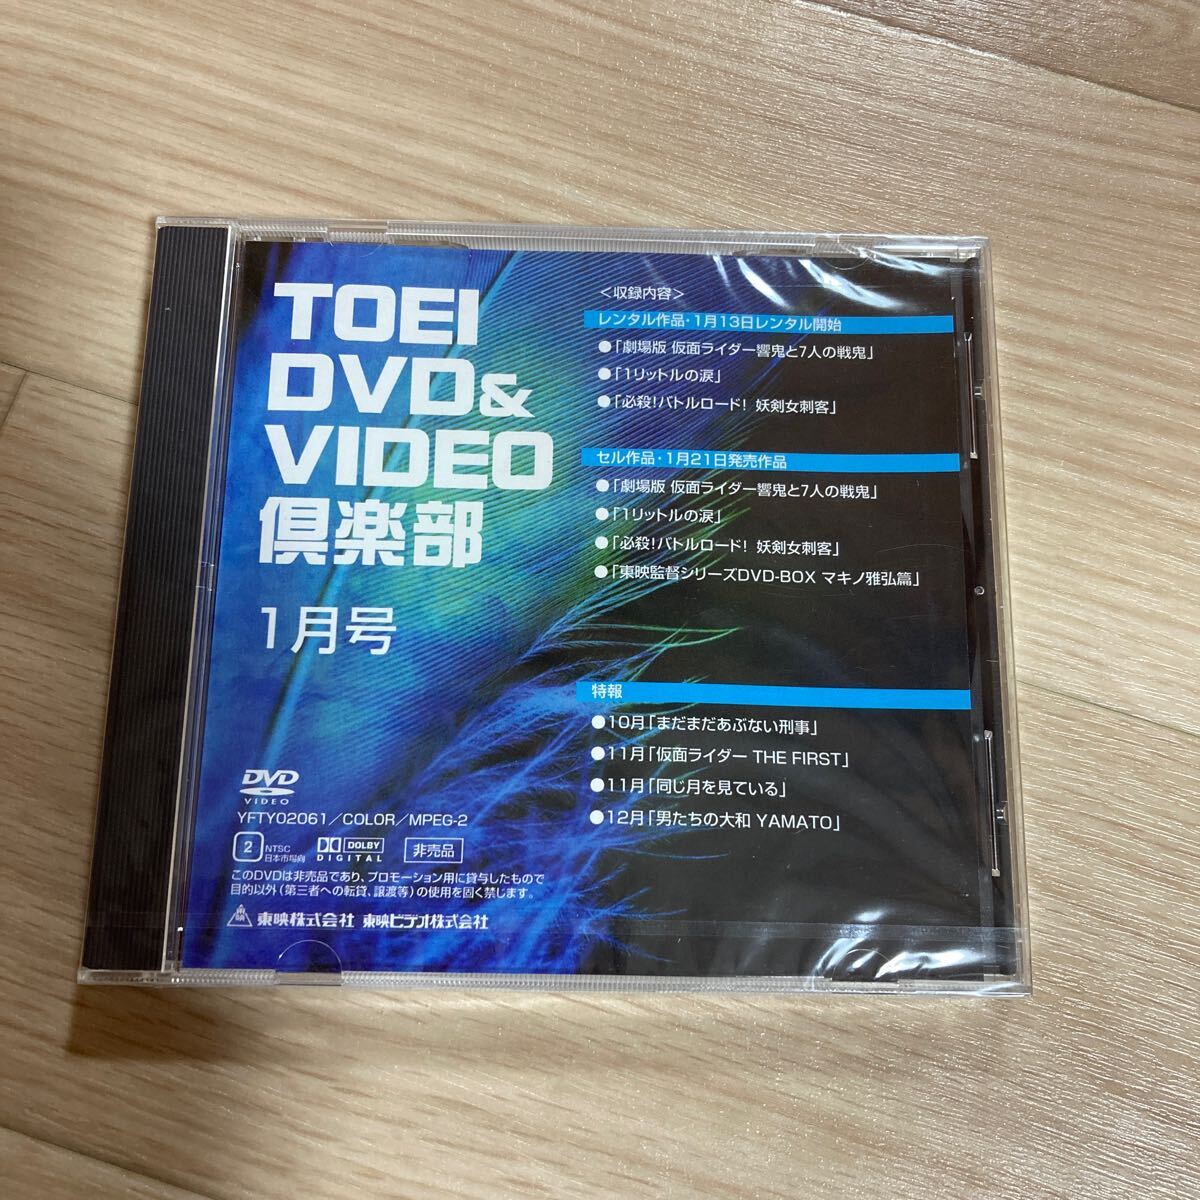 TOEI
DVD&
VIDEO
倶楽部
1月号
DVD
VIDEO
YFTY02061／COLOR／MPEG-2
2 NTSC 日本市場向
DOLBY
DIGITAL
非売品
このDVDは非売品であり、プロモーション用に貸与したもので
目的以外（第三者への転貸、譲渡等）の使用を固く禁じます。
東映 東映株式会社 東映ビデオ株式会社
＜収録内容＞
レンタル作品・1月13日レンタル開始
●「劇場版 仮面ライダー響鬼と7人の戦鬼」
●「1リットルの涙」
●「必殺！バトルロード！ 妖剣女刺客」
セル作品・1月21日発売作品
●「劇場版 仮面ライダー響鬼と7人の戦鬼」
●「1リットルの涙」
●「必殺！バトルロード！ 妖剣女刺客」
●「東映監督シリーズDVD-BOX マキノ雅弘篇」
特報
●10月「まだまだあぶない刑事」
●11月「仮面ライダー THE FIRST」
●11月「同じ月を見ている」
●12月「男たちの大和 YAMATO」